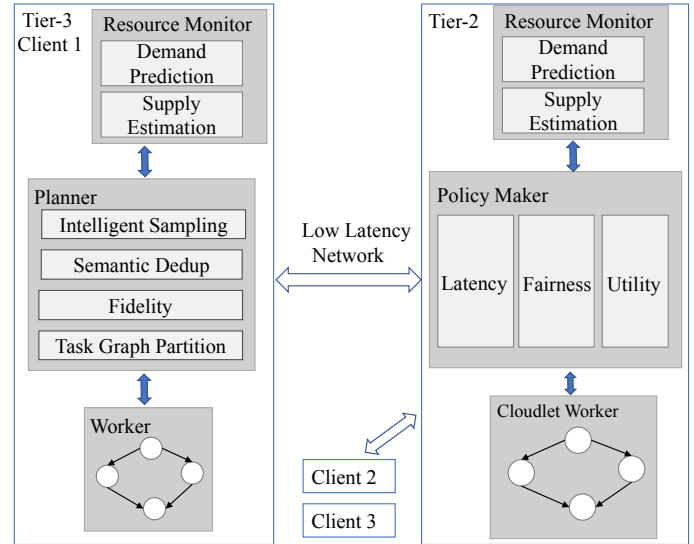 Tier-3
Client 1
Resource Monitor
Demand
Prediction
Supply
Estimation
Planner
Intelligent Sampling
Semantic Dedup
Fidelity
Task Graph Partition
Worker
Low Latency
Network
Client 2
Client 3
Tier-2
Resource Monitor
Demand
Prediction
Supply
Estimation
Policy Maker
Latency
Fairness
Utility
Cloudlet Worker